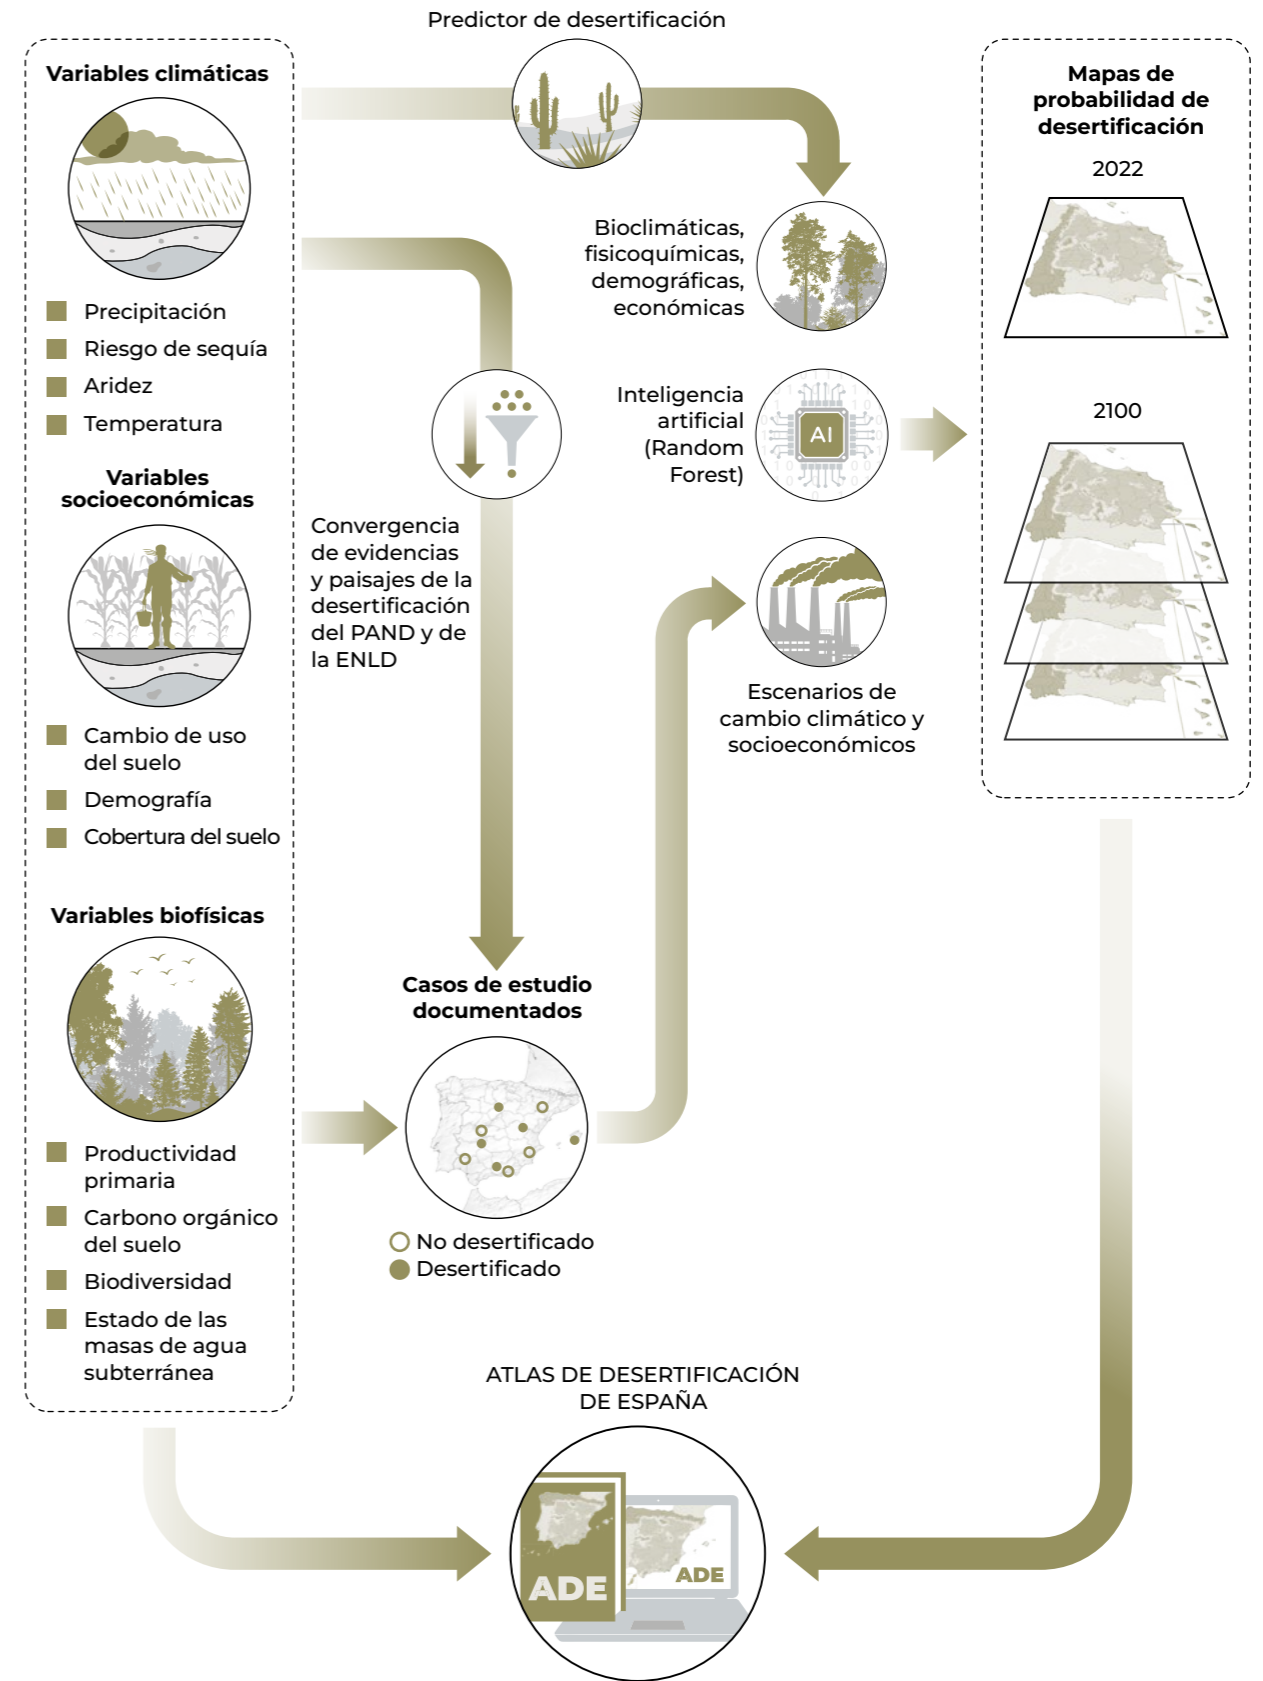 Predictor de desertificación
Variables climáticas
Precipitación
Riesgo de sequía
Aridez
Temperatura
Variables
socioeconómicas
Cambio de uso
del suelo
Demografía
Cobertura del suelo
Variables biofísicas
Productividad
primaria
Carbono orgánico
del suelo
Biodiversidad
Estado de las
masas de agua
subterránea
Convergencia
de evidencias
y paisajes de la
desertificación
del PAND y de
la ENLD
Casos de estudio
documentados
No desertificado
Desertificado
Bioclimáticas,
fisicoquímicas,
demográficas,
económicas
Inteligencia
artificial
(Random
Forest)
AI
Escenarios de
cambio climático y
socioeconómicos
Mapas de
probabilidad de
desertificación
2022
2100
ATLAS DE DESERTIFICACIÓN
DE ESPAÑA
ADE
ADE